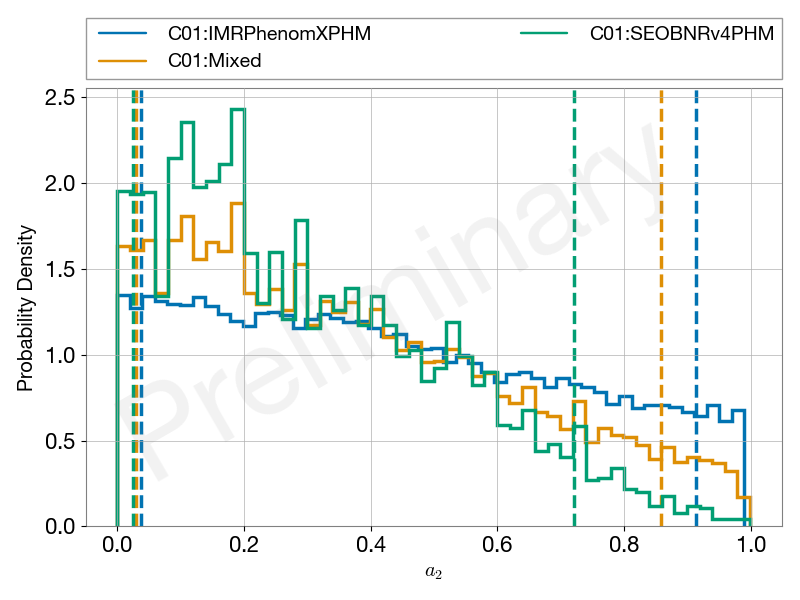 C01:IMRPhenomXPHM
C01:Mixed
C01:SEOBNRv4PHM
Preliminary
Probability Density
2.5
2.0
1.5
1.0
0.5
0.0
0.0 0.2 0.4 0.6 0.8 1.0
a₂